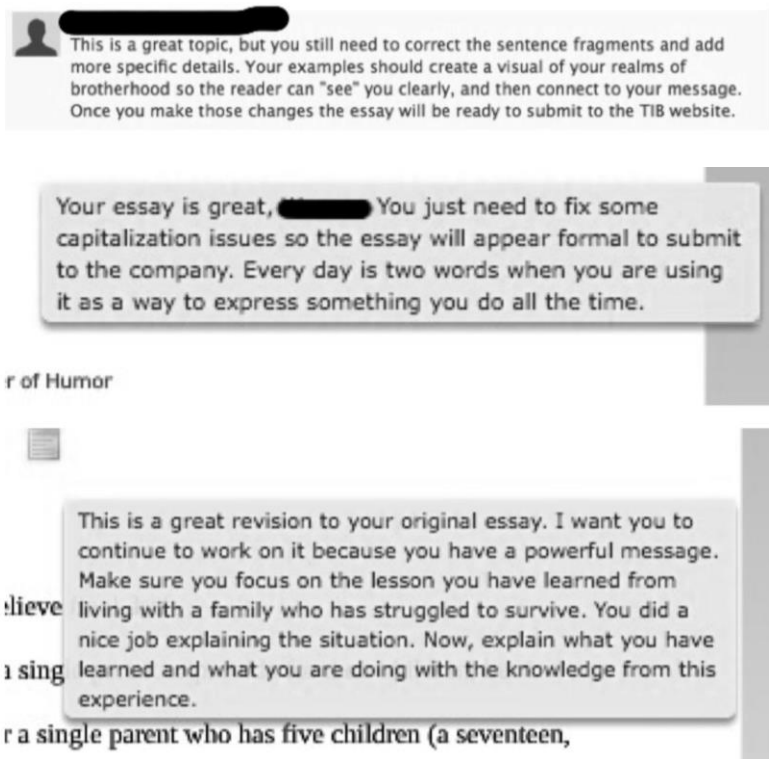 This is a great topic, but you still need to correct the sentence fragments and add
more specific details. Your examples should create a visual of your realms of
brotherhood so the reader can "see" you clearly, and then connect to your message.
Once you make those changes the essay will be ready to submit to the TIB website.
Your essay is great, You just need to fix some
capitalization issues so the essay will appear formal to submit
to the company. Every day is two words when you are using
it as a way to express something you do all the time.
r of Humor
This is a great revision to your original essay. I want you to
continue to work on it because you have a powerful message.
Make sure you focus on the lesson you have learned from
elieve living with a family who has struggled to survive. You did a
nice job explaining the situation. Now, explain what you have
sing learned and what you are doing with the knowledge from this
experience.
r a single parent who has five children (a seventeen,